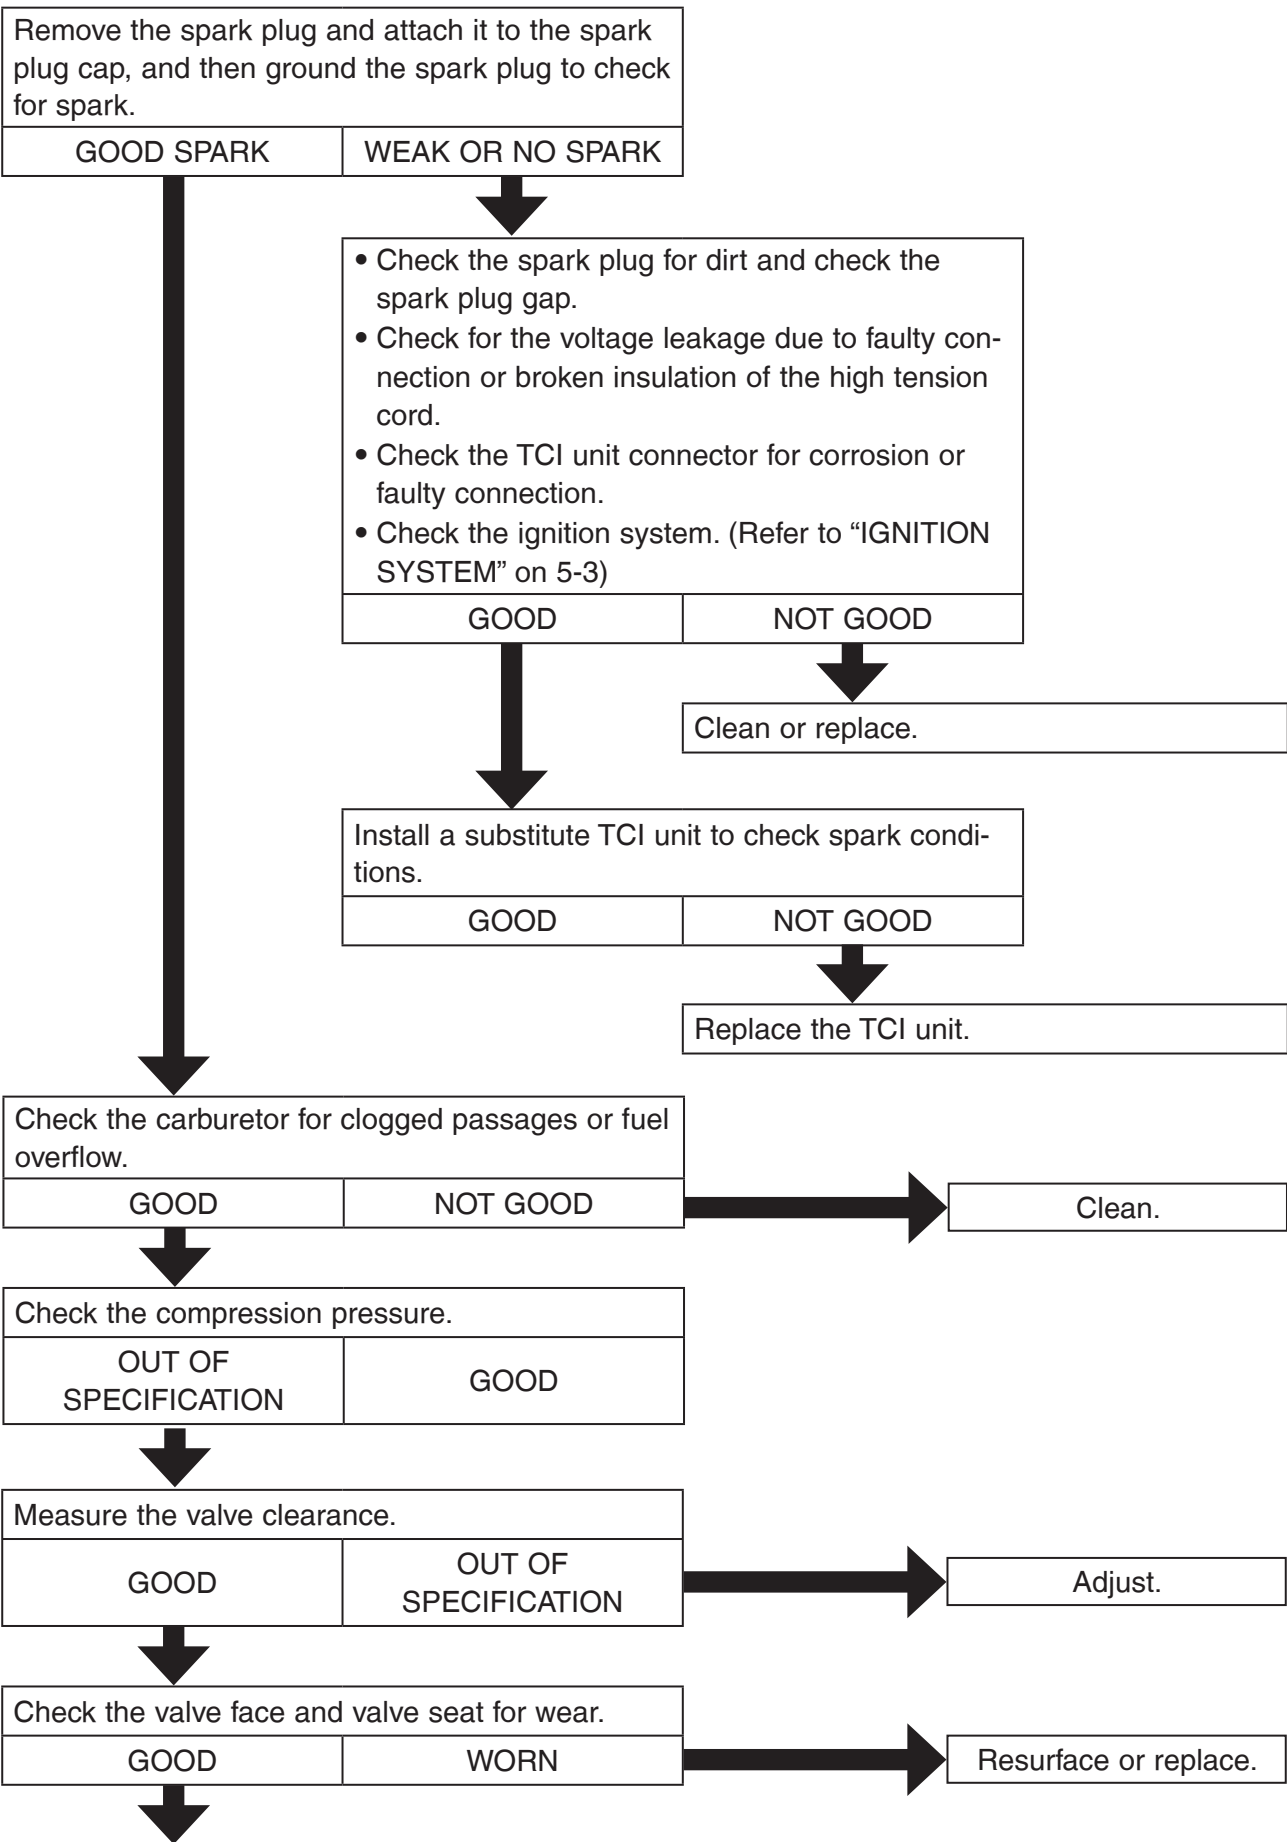 Remove the spark plug and attach it to the spark
plug cap, and then ground the spark plug to check
for spark.
GOOD SPARK
WEAK OR NO SPARK
• Check the spark plug for dirt and check the
spark plug gap.
• Check for the voltage leakage due to faulty con-
nection or broken insulation of the high tension
cord.
• Check the TCI unit connector for corrosion or
faulty connection.
• Check the ignition system. (Refer to “IGNITION
SYSTEM” on 5-3)
GOOD
NOT GOOD
Clean or replace.
Install a substitute TCI unit to check spark condi-
tions.
GOOD
NOT GOOD
Replace the TCI unit.
Check the carburetor for clogged passages or fuel
overflow.
GOOD
NOT GOOD
Clean.
Check the compression pressure.
OUT OF
SPECIFICATION
GOOD
Measure the valve clearance.
GOOD
OUT OF
SPECIFICATION
Adjust.
Check the valve face and valve seat for wear.
GOOD
WORN
Resurface or replace.